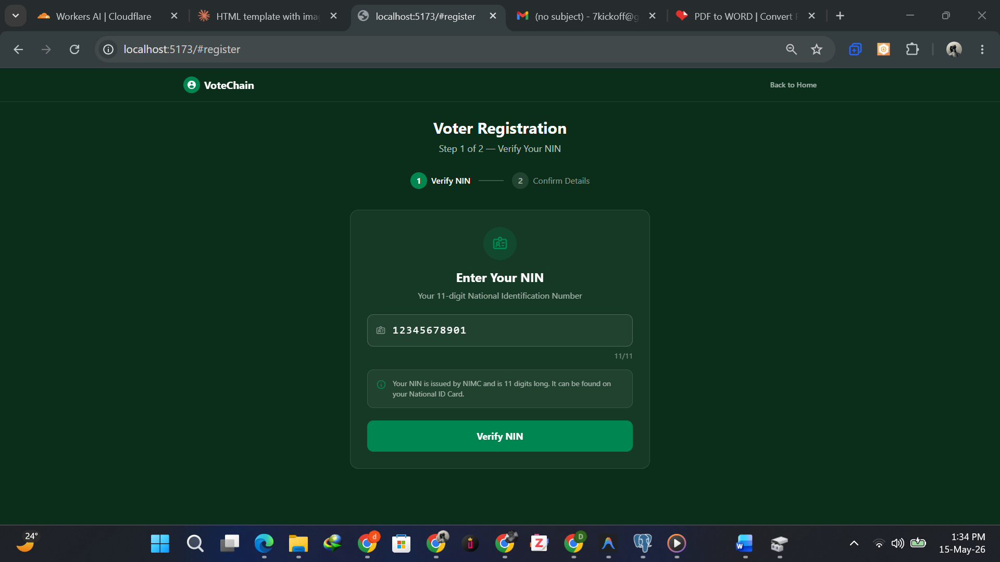 Workers AI | Cloudflare
HTML template with ima
localhost:5173/#register
(no subject) - 7kickoff@g
PDF to WORD | Convert
localhost:5173/#register
VoteChain
Back to Home
Voter Registration
Step 1 of 2 — Verify Your NIN
1 Verify NIN
2 Confirm Details
Enter Your NIN
Your 11-digit National Identification Number
12345678901
11/11
Your NIN is issued by NIMC and is 11 digits long. It can be found on
your National ID Card.
Verify NIN
24°
d
D
Z
W
1:34 PM
15-May-26